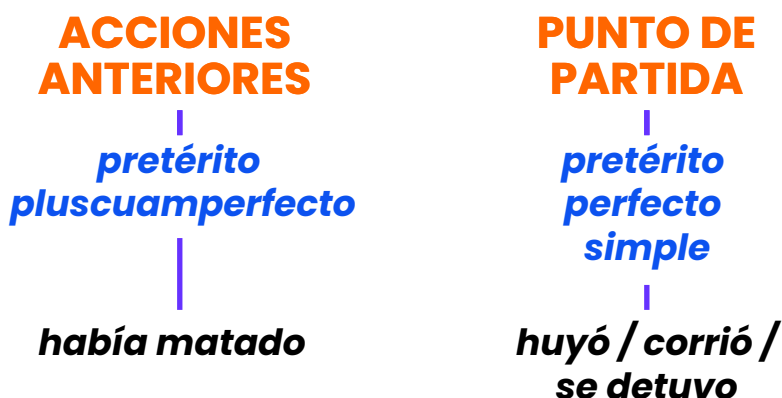 ACCIONES
ANTERIORES
pretérito
pluscuamperfecto
había matado
PUNTO DE
PARTIDA
pretérito
perfecto
simple
huyó / corrió /
se detuvo